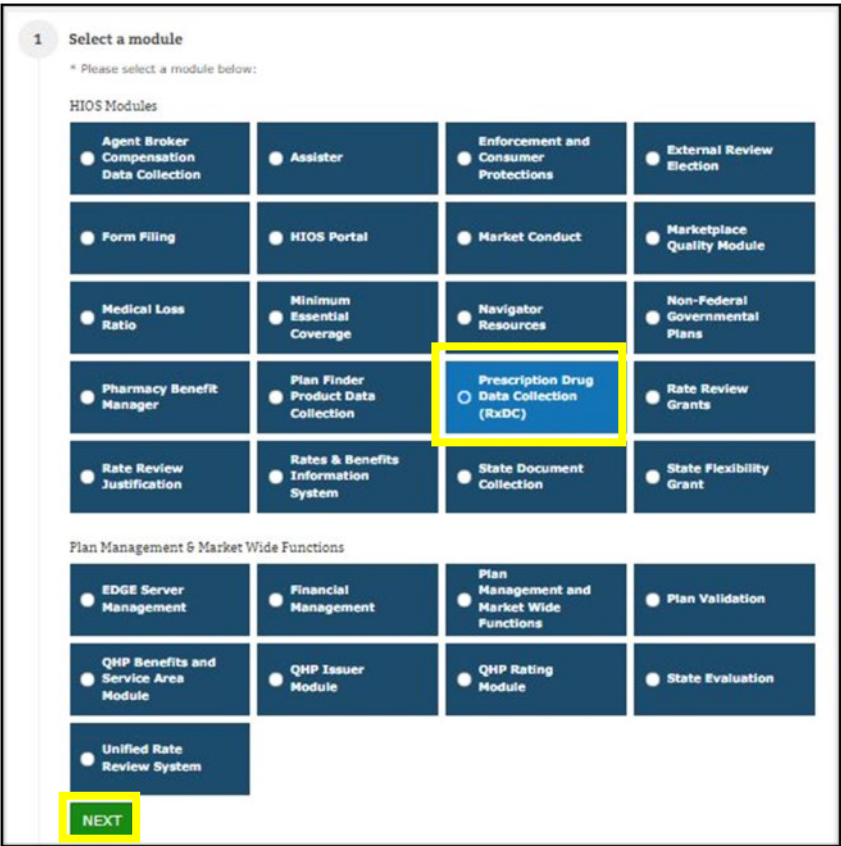 1 Select a module
* Please select a module below:
HIOS Modules
Agent Broker
Compensation
Data Collection
Assister
Enforcement and
Consumer
Protections
External Review
Election
Form Filing
HIOS Portal
Market Conduct
Marketplace
Quality Module
Medical Loss
Ratio
Minimum
Essential
Coverage
Navigator
Resources
Non-Federal
Governmental
Plans
Pharmacy Benefit
Manager
Plan Finder
Product Data
Collection
Prescription Drug
Data Collection
(RxDC)
Rate Review
Grants
Rate Review
Justification
Rates & Benefits
Information
System
State Document
Collection
State Flexibility
Grant
Plan Management & Market Wide Functions
EDGE Server
Management
Financial
Management
Plan
Management and
Market Wide
Functions
Plan Validation
QHP Benefits and
Service Area
Module
QHP Issuer
Module
QHP Rating
Module
State Evaluation
Unified Rate
Review System
NEXT